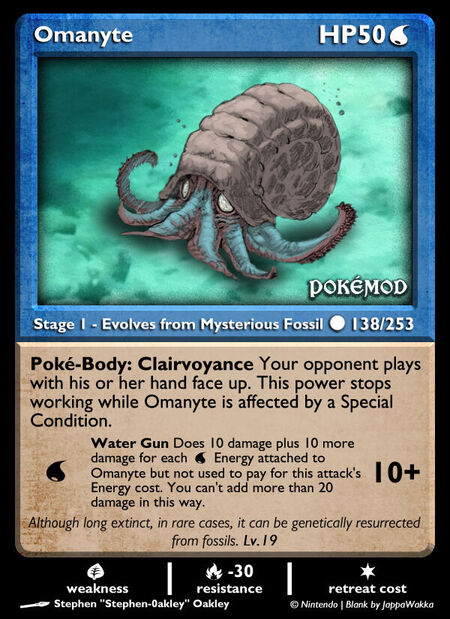 Omanyte HP50
POKÉMOD
Stage 1 - Evolves from Mysterious Fossil 138/253
Poké-Body: Clairvoyance Your opponent plays
with his or her hand face up. This power stops
working while Omanyte is affected by a Special
Condition.
Water Gun Does 10 damage plus 10 more
damage for each Energy attached to
Omanyte but not used to pay for this attack's
Energy cost. You can't add more than 20
damage in this way.
10+
Although long extinct, in rare cases, it can be genetically resurrected
from fossils. Lv.19
-30
weakness resistance retreat cost
Stephen "Stephen-0akley" Oakley © Nintendo | Blank by JappaWakka